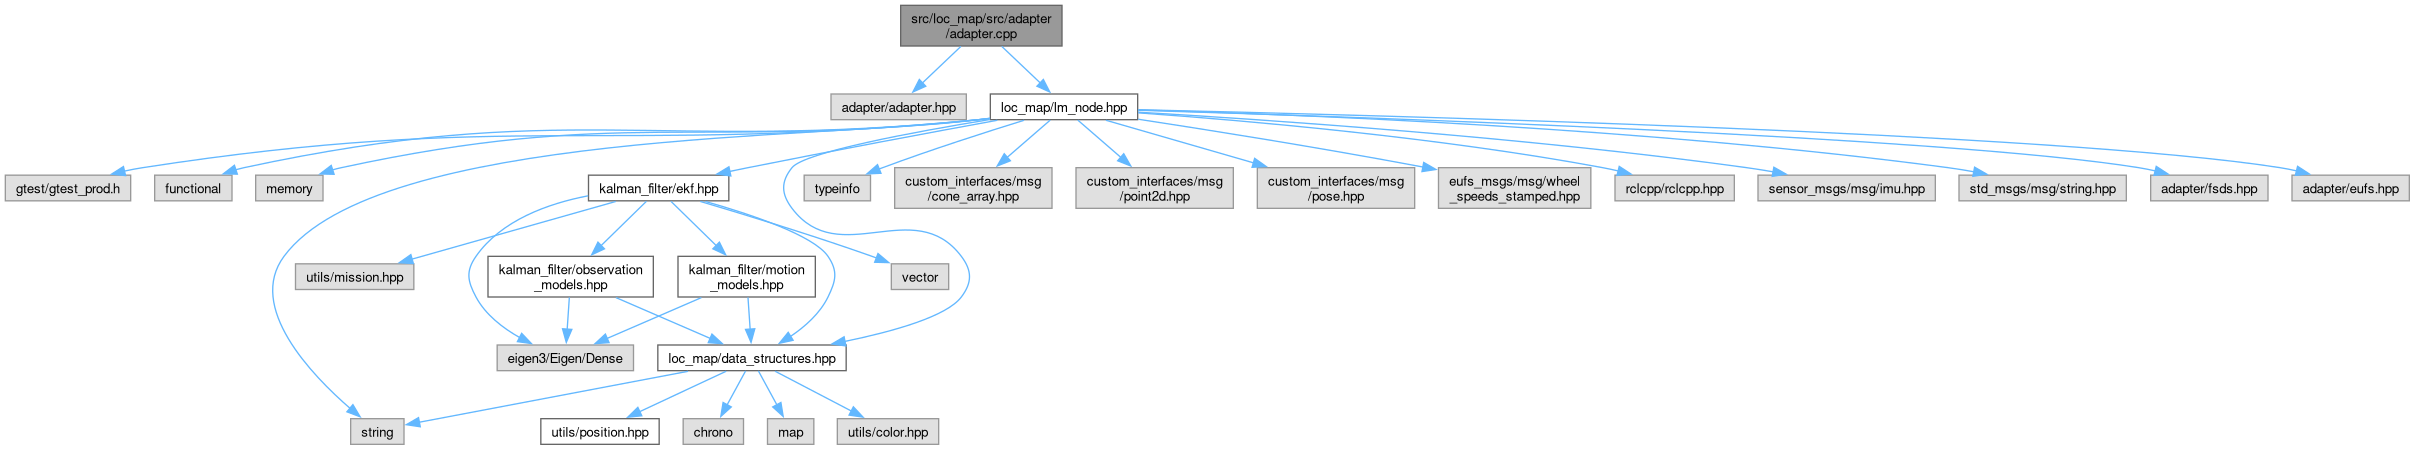 src/loc_map/src/adapter
/adapter.cpp
adapter/adapter.hpp
loc_map/lm_node.hpp
gtest/gtest_prod.h
functional
memory
kalman_filter/ekf.hpp
typeinfo
custom_interfaces/msg
/cone_array.hpp
custom_interfaces/msg
/point2d.hpp
custom_interfaces/msg
/pose.hpp
eufs_msgs/msg/wheel
_speeds_stamped.hpp
rclcpp/rclcpp.hpp
sensor_msgs/msg/imu.hpp
std_msgs/msg/string.hpp
adapter/fsds.hpp
adapter/eufs.hpp
utils/mission.hpp
kalman_filter/observation
_models.hpp
kalman_filter/motion
_models.hpp
vector
eigen3/Eigen/Dense
loc_map/data_structures.hpp
string
utils/position.hpp
chrono
map
utils/color.hpp